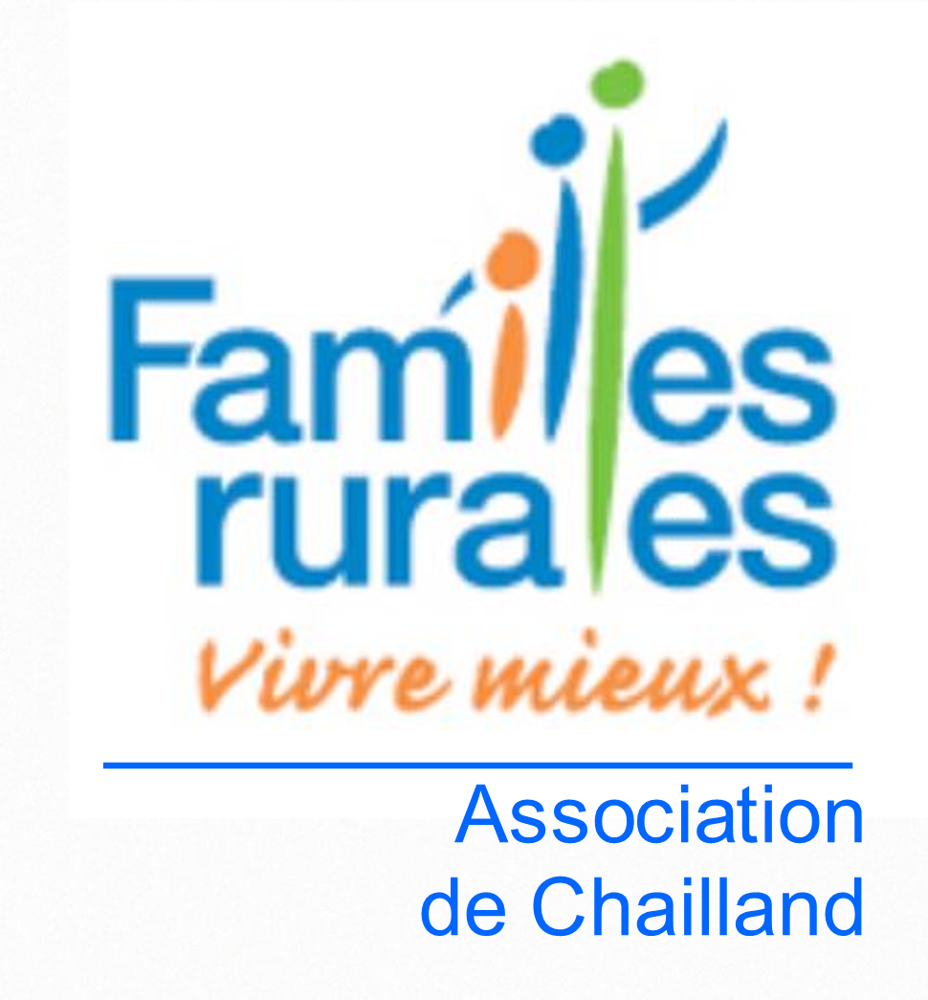 Familles
rurales
Vivre mieux !
Association
de Chailland